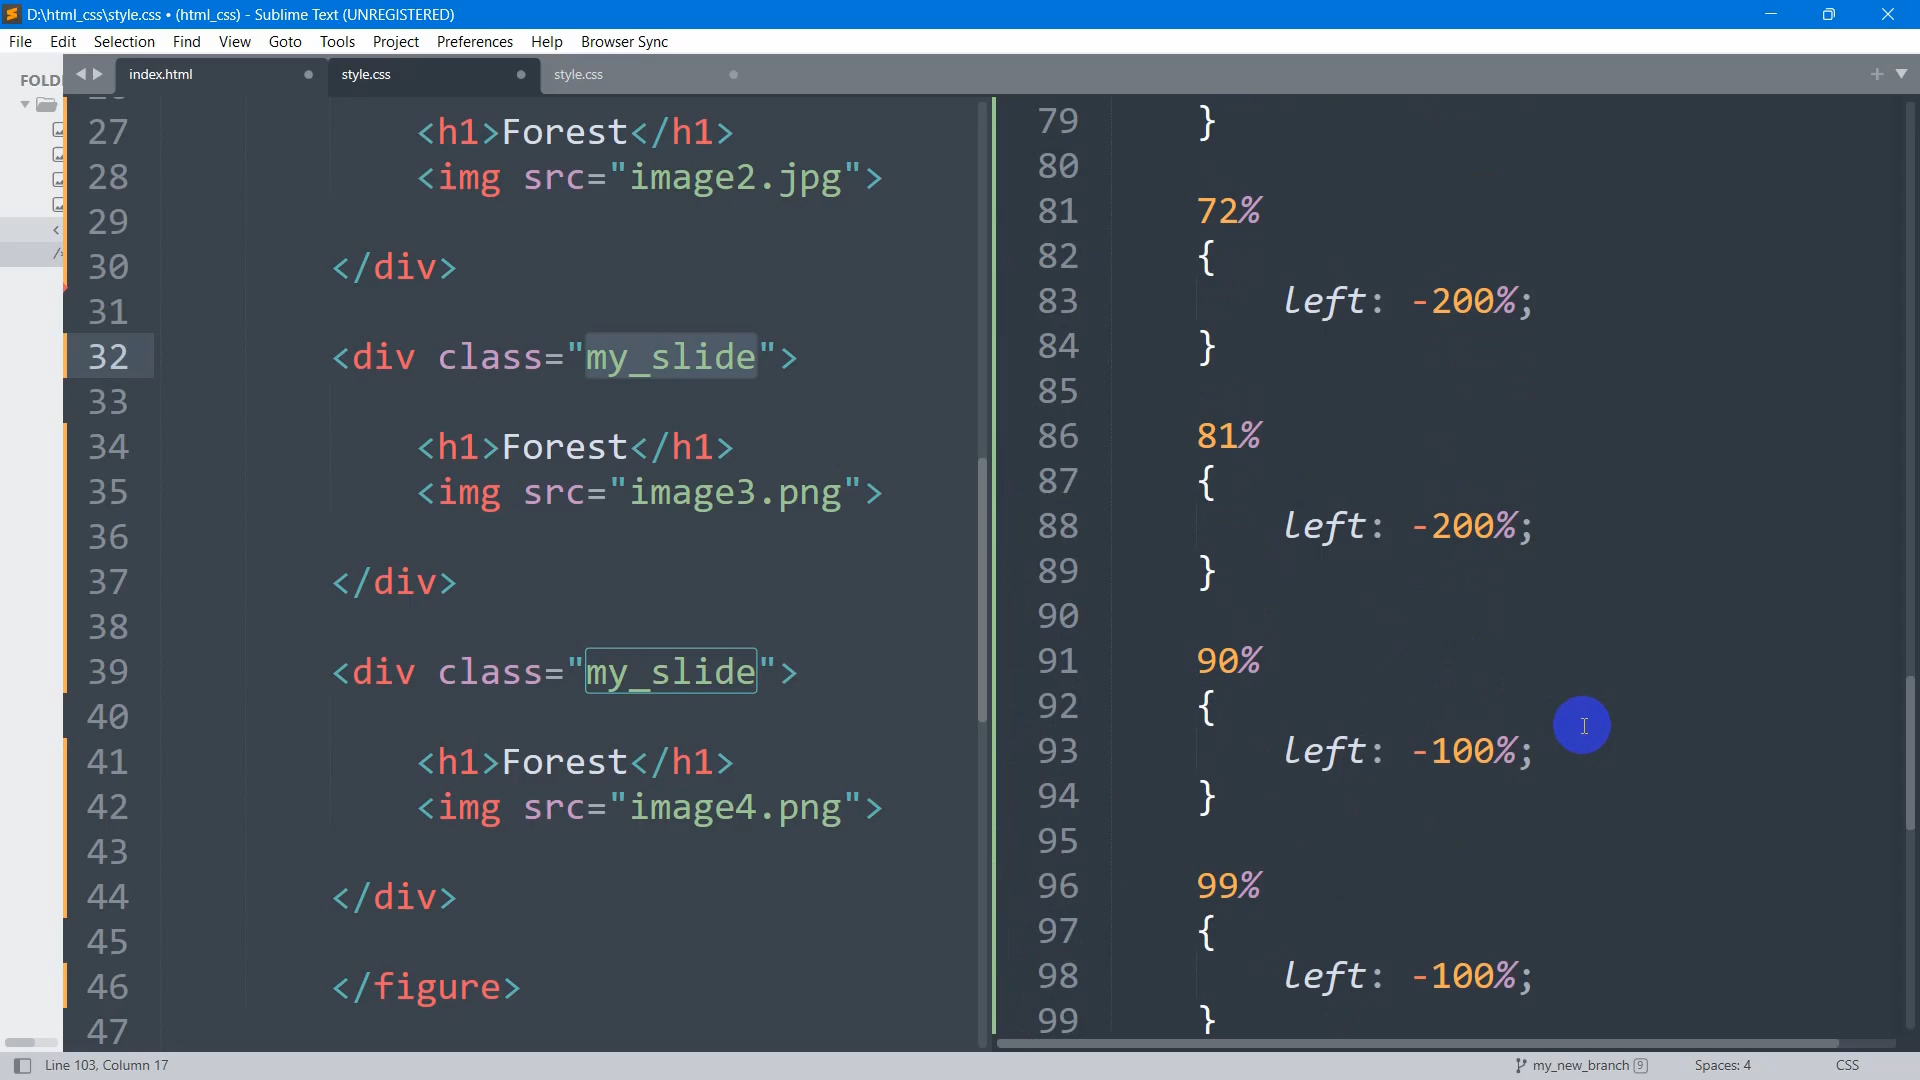 D:\html_css\style.css • (html_css) - Sublime Text (UNREGISTERED)
File Edit Selection Find View Goto Tools Project Preferences Help Browser Sync
FOLD
index.html
style.css
style.css
27 <h1>Forest</h1>
28 <img src="image2.jpg">
29
30 </div>
31
32 <div class="my_slide">
33
34 <h1>Forest</h1>
35 <img src="image3.png">
36
37 </div>
38
39 <div class="my_slide">
40
41 <h1>Forest</h1>
42 <img src="image4.png">
43
44 </div>
45
46 </figure>
47
79 }
80
81 72%
82 {
83 left: -200%;
84 }
85
86 81%
87 {
88 left: -200%;
89 }
90
91 90%
92 {
93 left: -100%;
94 }
95
96 99%
97 {
98 left: -100%;
99 }
Line 103, Column 17
my_new_branch 9
Spaces: 4
CSS